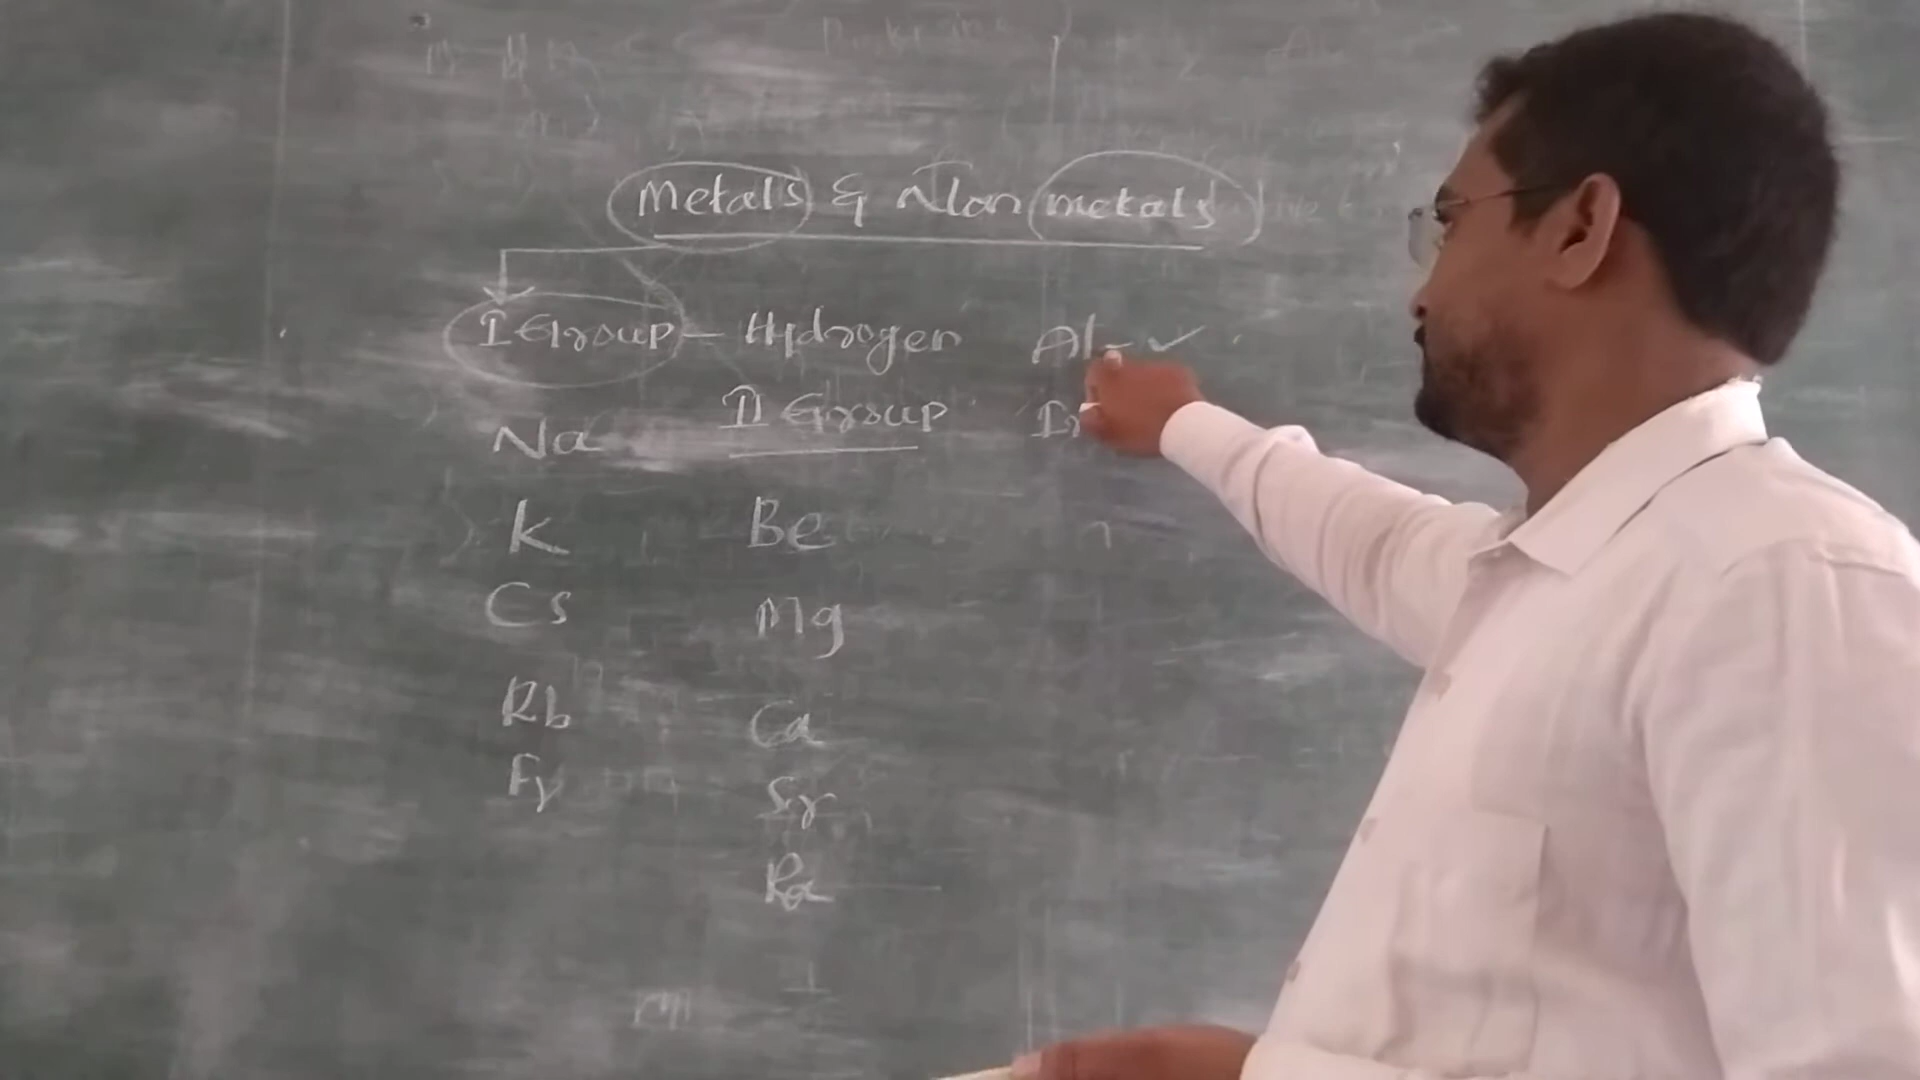 Metals & Non metals
I Group - Hydrogen Al - ✓
Na II Group
K Be
Cs Mg
Rb Ca
Fr Sr
Ra